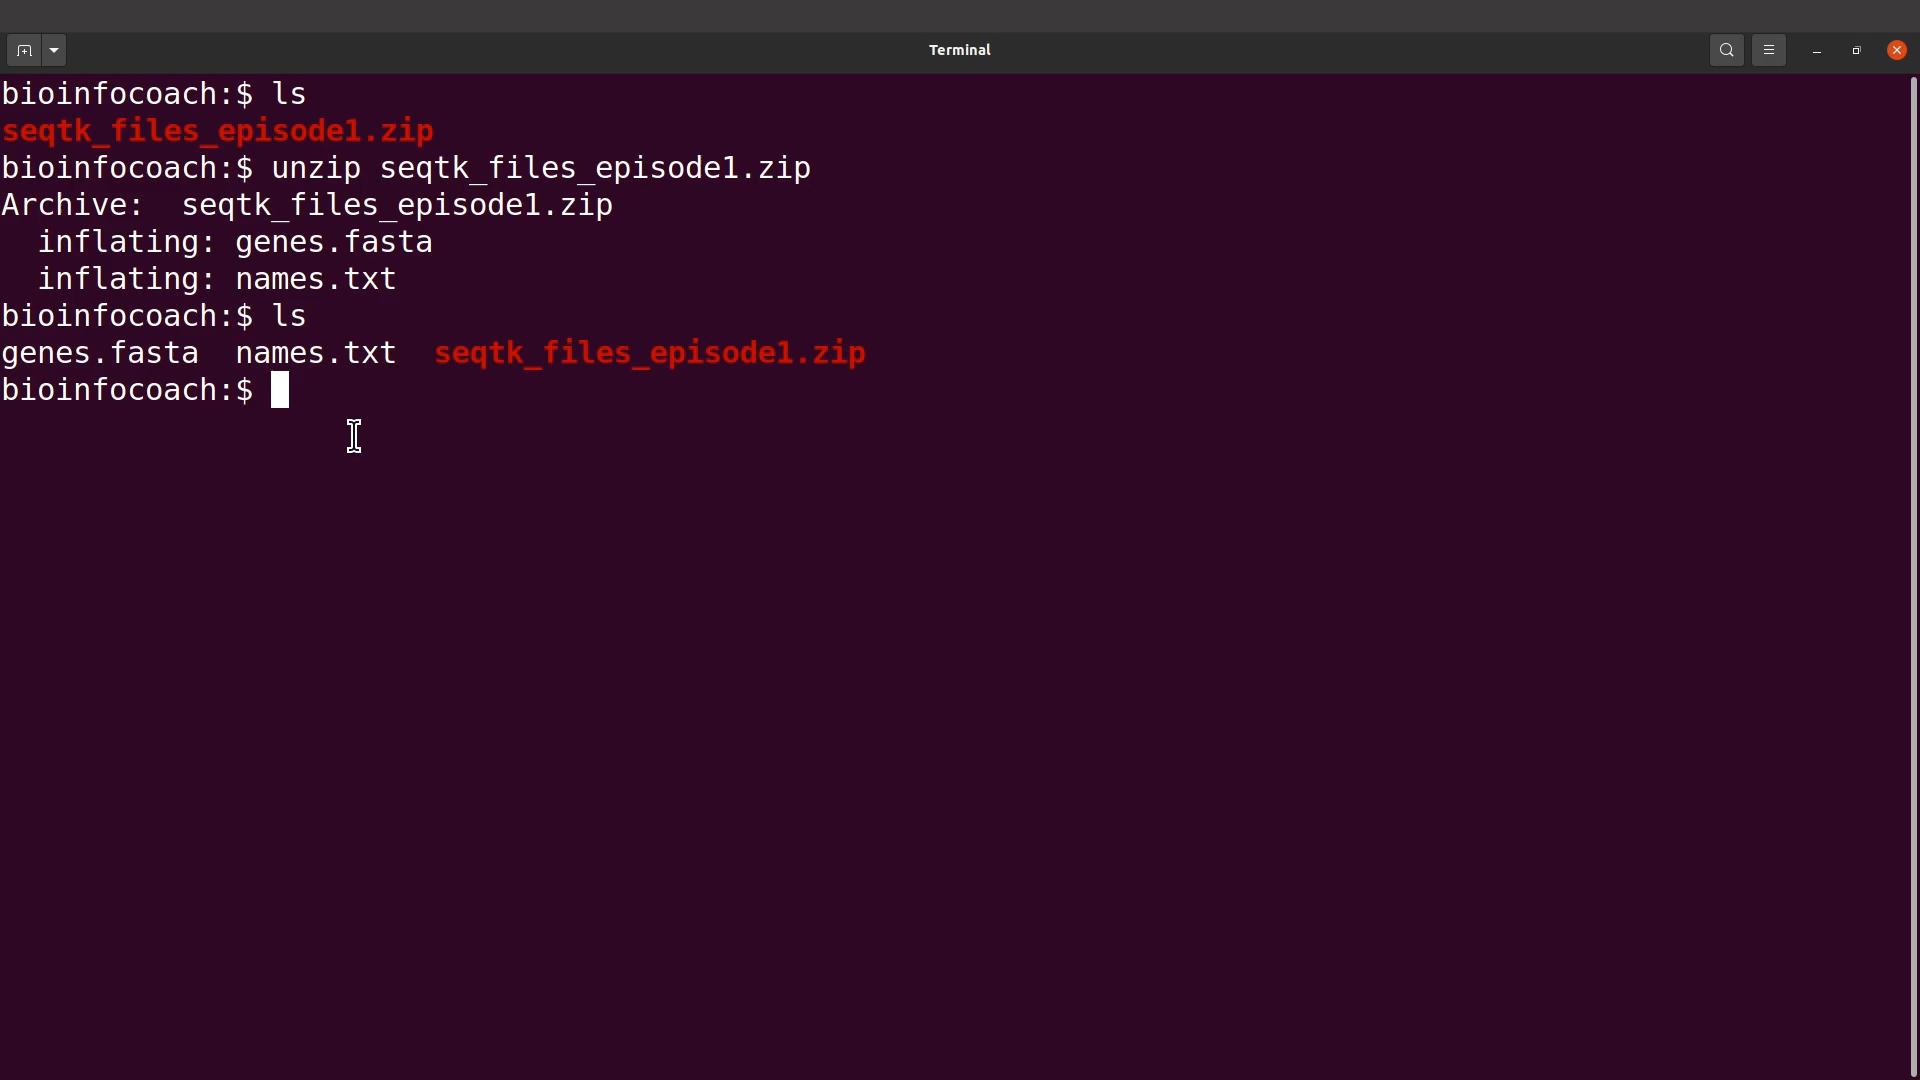 Terminal
bioinfocoach:$ ls
seqtk_files_episode1.zip
bioinfocoach:$ unzip seqtk_files_episode1.zip
Archive:  seqtk_files_episode1.zip
  inflating: genes.fasta
  inflating: names.txt
bioinfocoach:$ ls
genes.fasta  names.txt  seqtk_files_episode1.zip
bioinfocoach:$